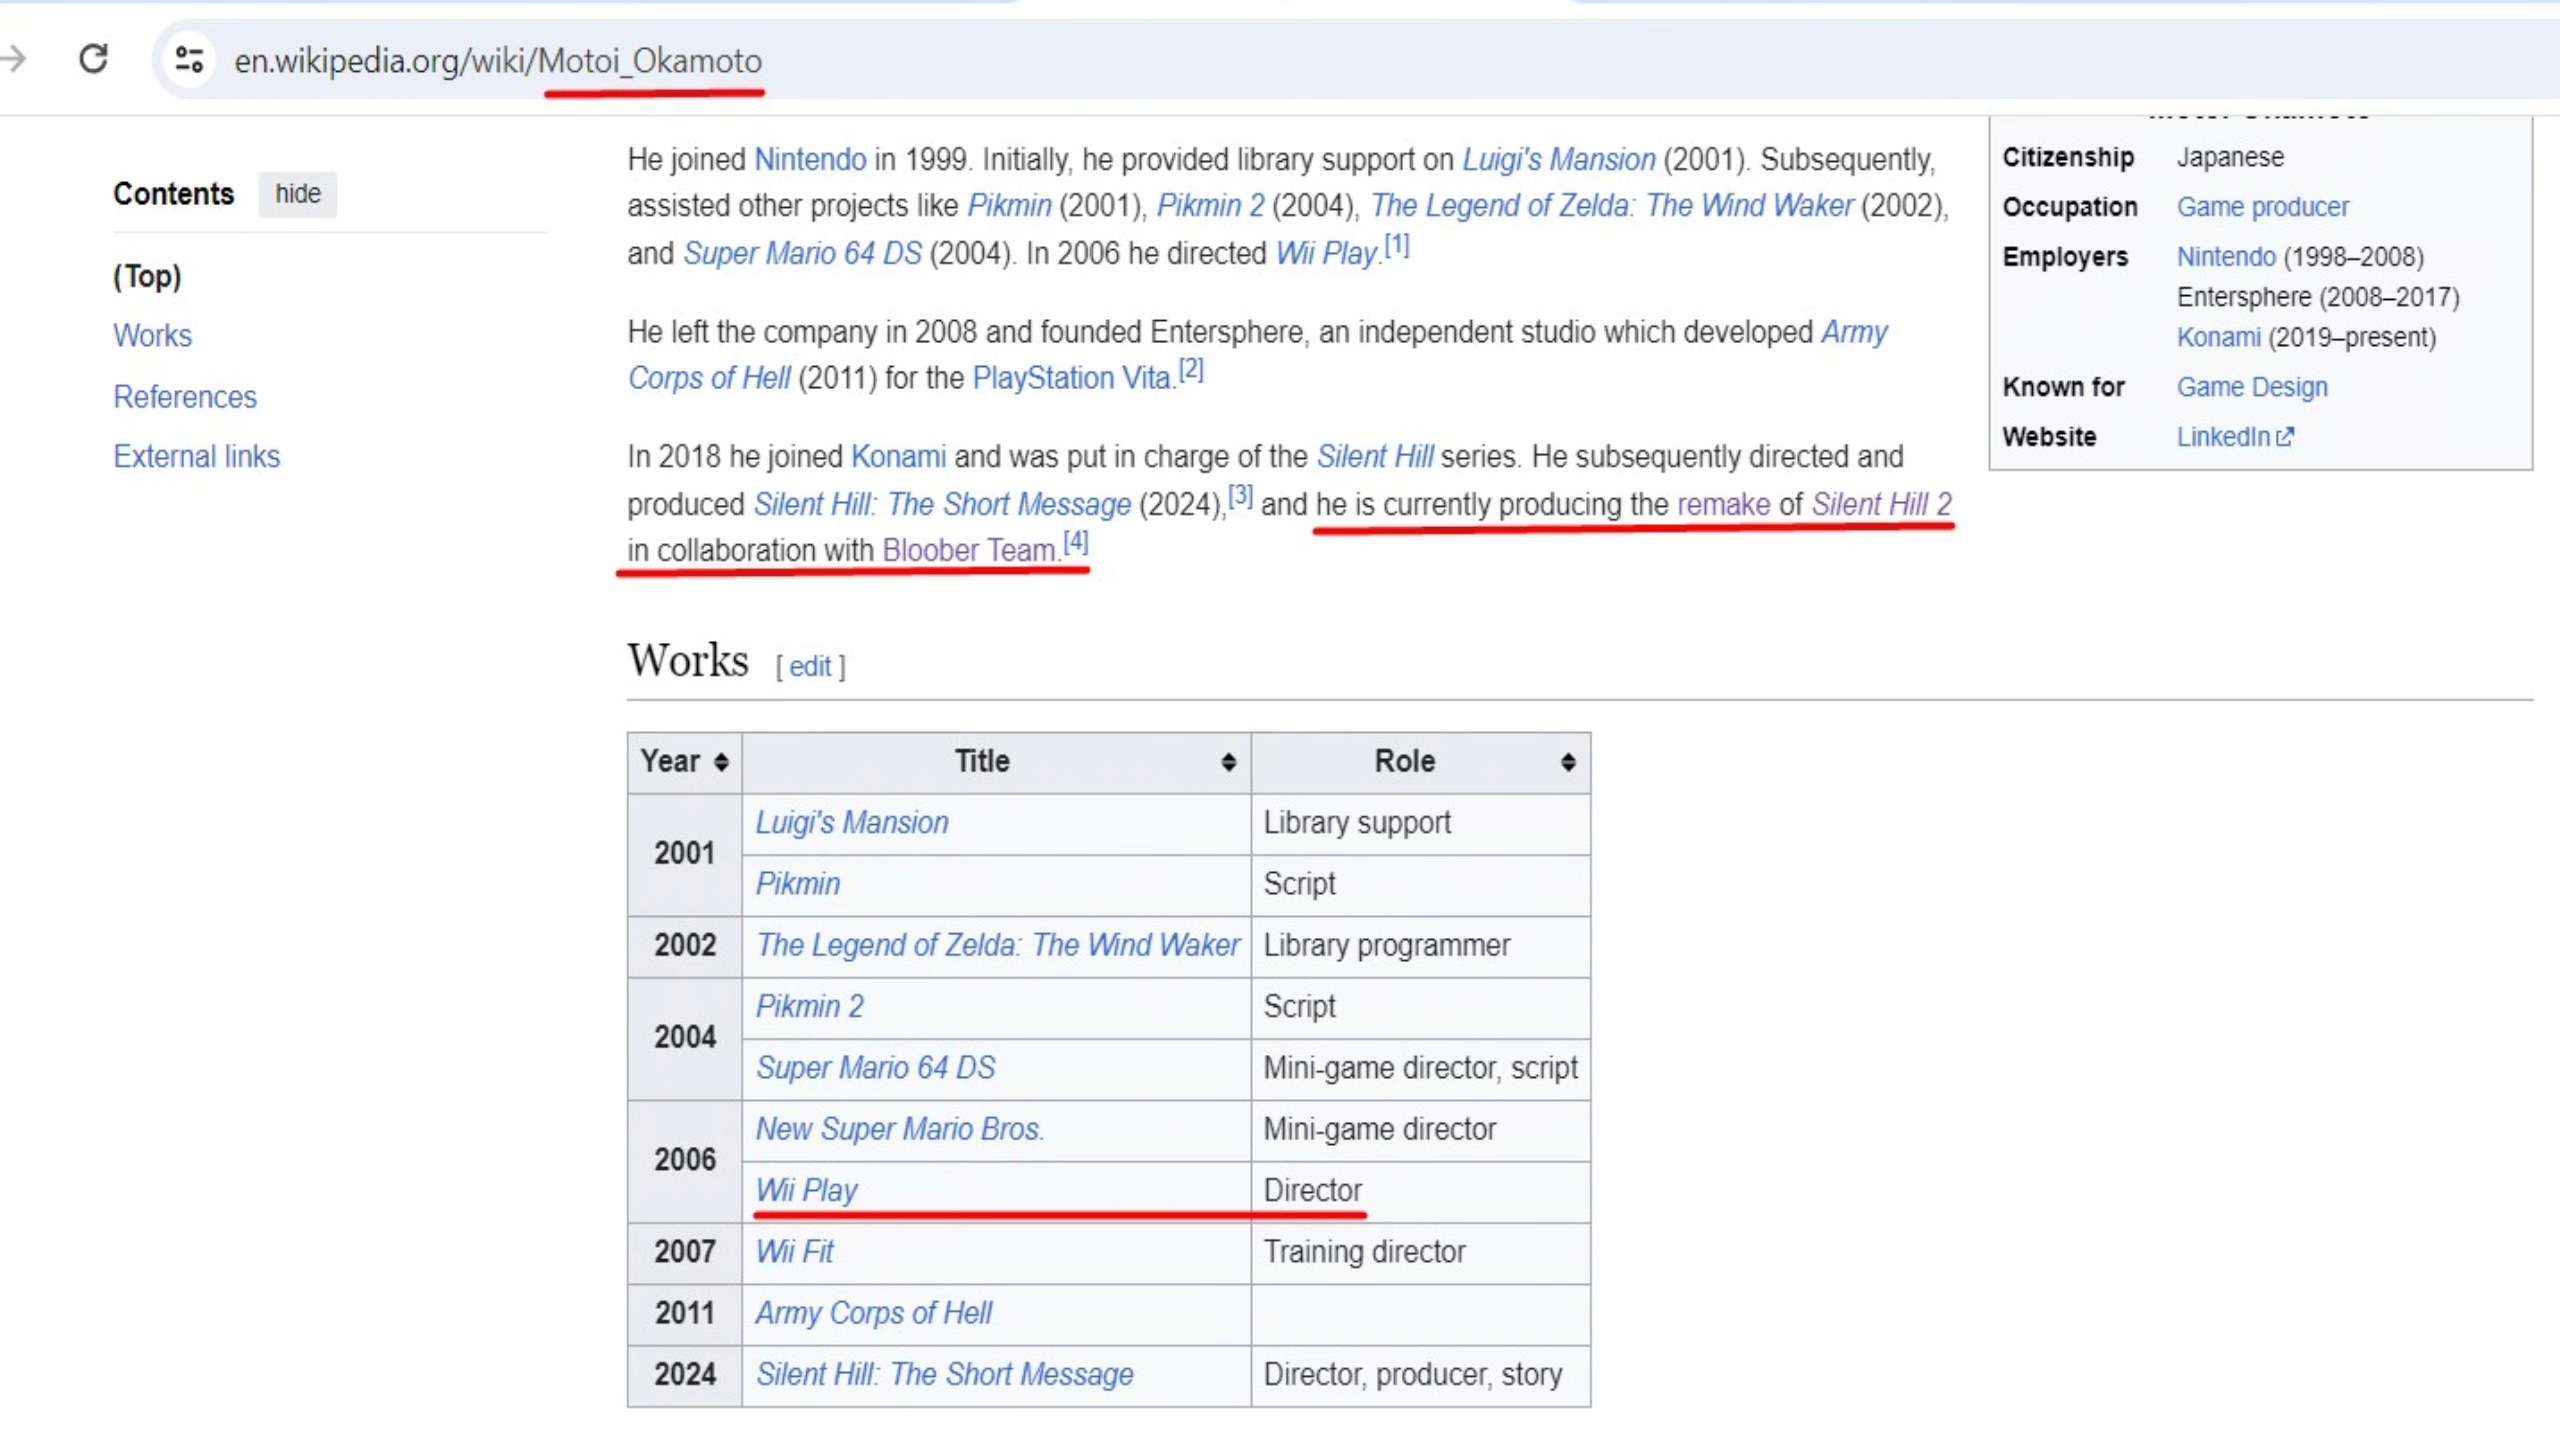 en.wikipedia.org/wiki/Motoi_Okamoto
Contents hide
(Top)
Works
References
External links
He joined Nintendo in 1999. Initially, he provided library support on Luigi's Mansion (2001). Subsequently,
assisted other projects like Pikmin (2001), Pikmin 2 (2004), The Legend of Zelda: The Wind Waker (2002),
and Super Mario 64 DS (2004). In 2006 he directed Wii Play.[1]
He left the company in 2008 and founded Entersphere, an independent studio which developed Army
Corps of Hell (2011) for the PlayStation Vita.[2]
In 2018 he joined Konami and was put in charge of the Silent Hill series. He subsequently directed and
produced Silent Hill: The Short Message (2024),[3] and he is currently producing the remake of Silent Hill 2
in collaboration with Bloober Team.[4]
Citizenship Japanese
Occupation Game producer
Employers Nintendo (1998–2008)
Entersphere (2008–2017)
Konami (2019–present)
Known for Game Design
Website LinkedIn
Works [ edit ]
Year Title Role
2001 Luigi's Mansion Library support
Pikmin Script
2002 The Legend of Zelda: The Wind Waker Library programmer
2004 Pikmin 2 Script
Super Mario 64 DS Mini-game director, script
2006 New Super Mario Bros. Mini-game director
Wii Play Director
2007 Wii Fit Training director
2011 Army Corps of Hell
2024 Silent Hill: The Short Message Director, producer, story